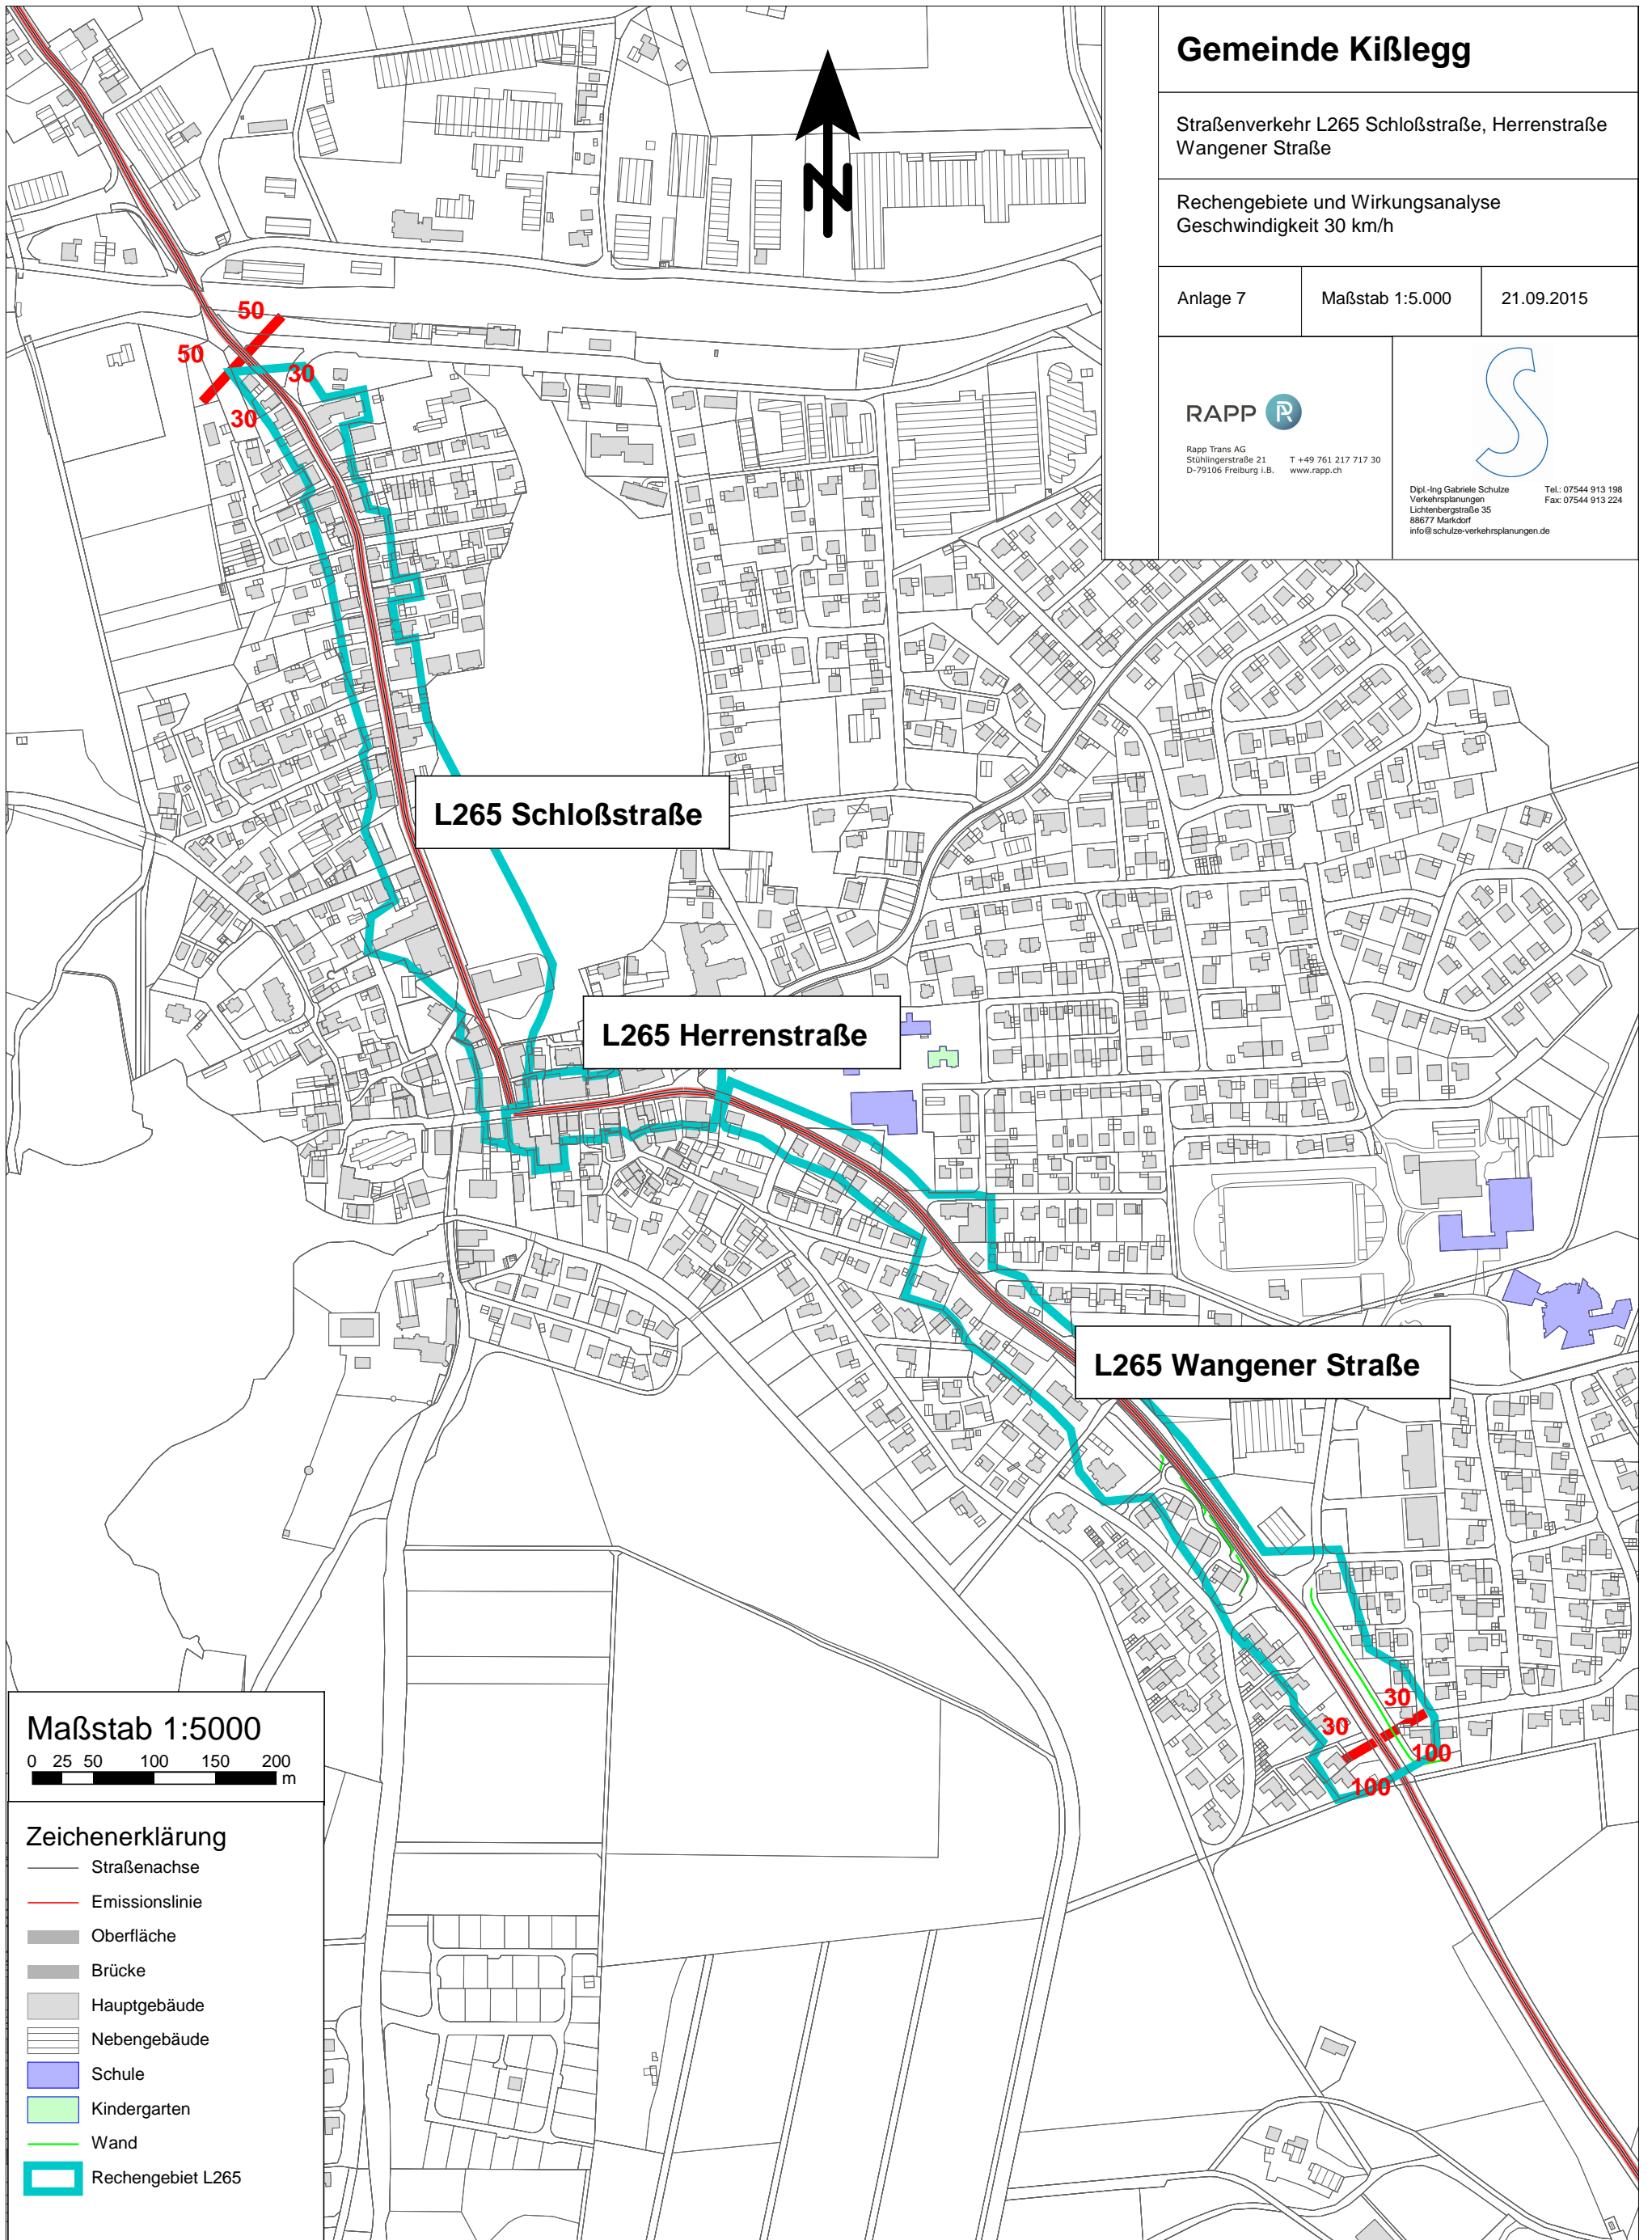 Gemeinde Kißlegg
Straßenverkehr L265 Schloßstraße, Herrenstraße
Wangener Straße
Rechengebiete und Wirkungsanalyse
Geschwindigkeit 30 km/h
Anlage 7
Maßstab 1:5.000
21.09.2015
RAPP R
Rapp Trans AG
Stühlingerstraße 21 T +49 761 217 717 30
D-79106 Freiburg i.B. www.rapp.ch
Dipl.-Ing Gabriele Schulze Tel.: 07544 913 198
Verkehrsplanungen Fax: 07544 913 224
Lichtenbergstraße 35
88677 Markdorf
info@schulze-verkehrsplanungen.de
N
50
50
30
30
L265 Schloßstraße
L265 Herrenstraße
L265 Wangener Straße
30
30
100
100
Maßstab 1:5000
0 25 50 100 150 200
m
Zeichenerklärung
Straßenachse
Emissionslinie
Oberfläche
Brücke
Hauptgebäude
Nebengebäude
Schule
Kindergarten
Wand
Rechengebiet L265